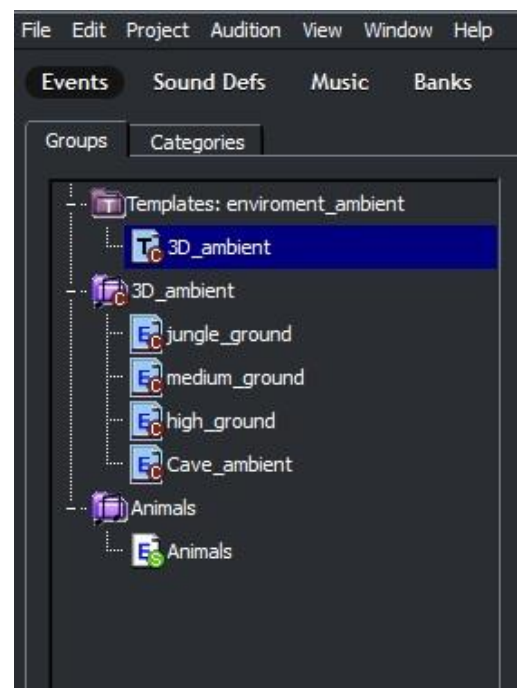 File Edit Project Audition View Window Help
Events Sound Defs Music Banks
Groups Categories
T Templates: enviroment_ambient
T C 3D_ambient
C 3D_ambient
E C jungle_ground
E C medium_ground
E C high_ground
E C Cave_ambient
Animals
E S Animals